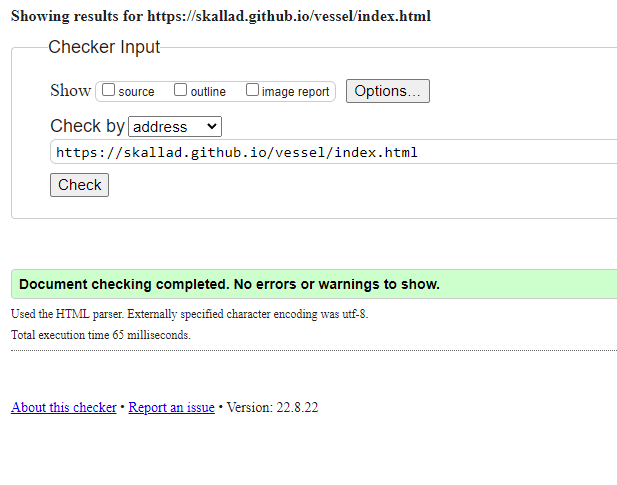 Showing results for https://skallad.github.io/vessel/index.html
Checker Input
Show source outline image report Options...
Check by address
https://skallad.github.io/vessel/index.html
Check
Document checking completed. No errors or warnings to show.
Used the HTML parser. Externally specified character encoding was utf-8.
Total execution time 65 milliseconds.
About this checker • Report an issue • Version: 22.8.22